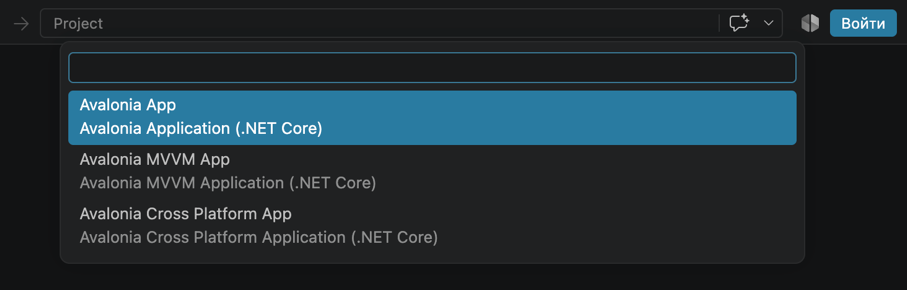 Project
Войти
Avalonia App
Avalonia Application (.NET Core)
Avalonia MVVM App
Avalonia MVVM Application (.NET Core)
Avalonia Cross Platform App
Avalonia Cross Platform Application (.NET Core)